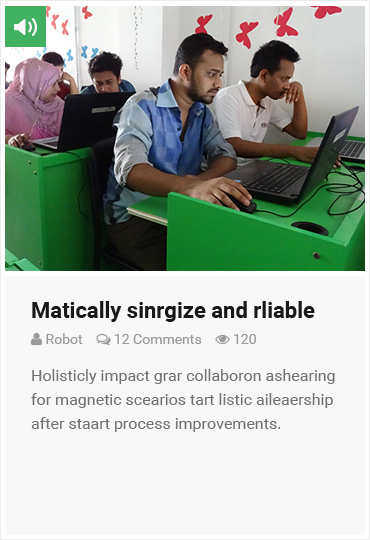 Matically sinrgize and rliable
Robot 12 Comments 120
Holisticly impact grar collaboron ashearing
for magnetic scearios tart listic aileaership
after staart process improvements.